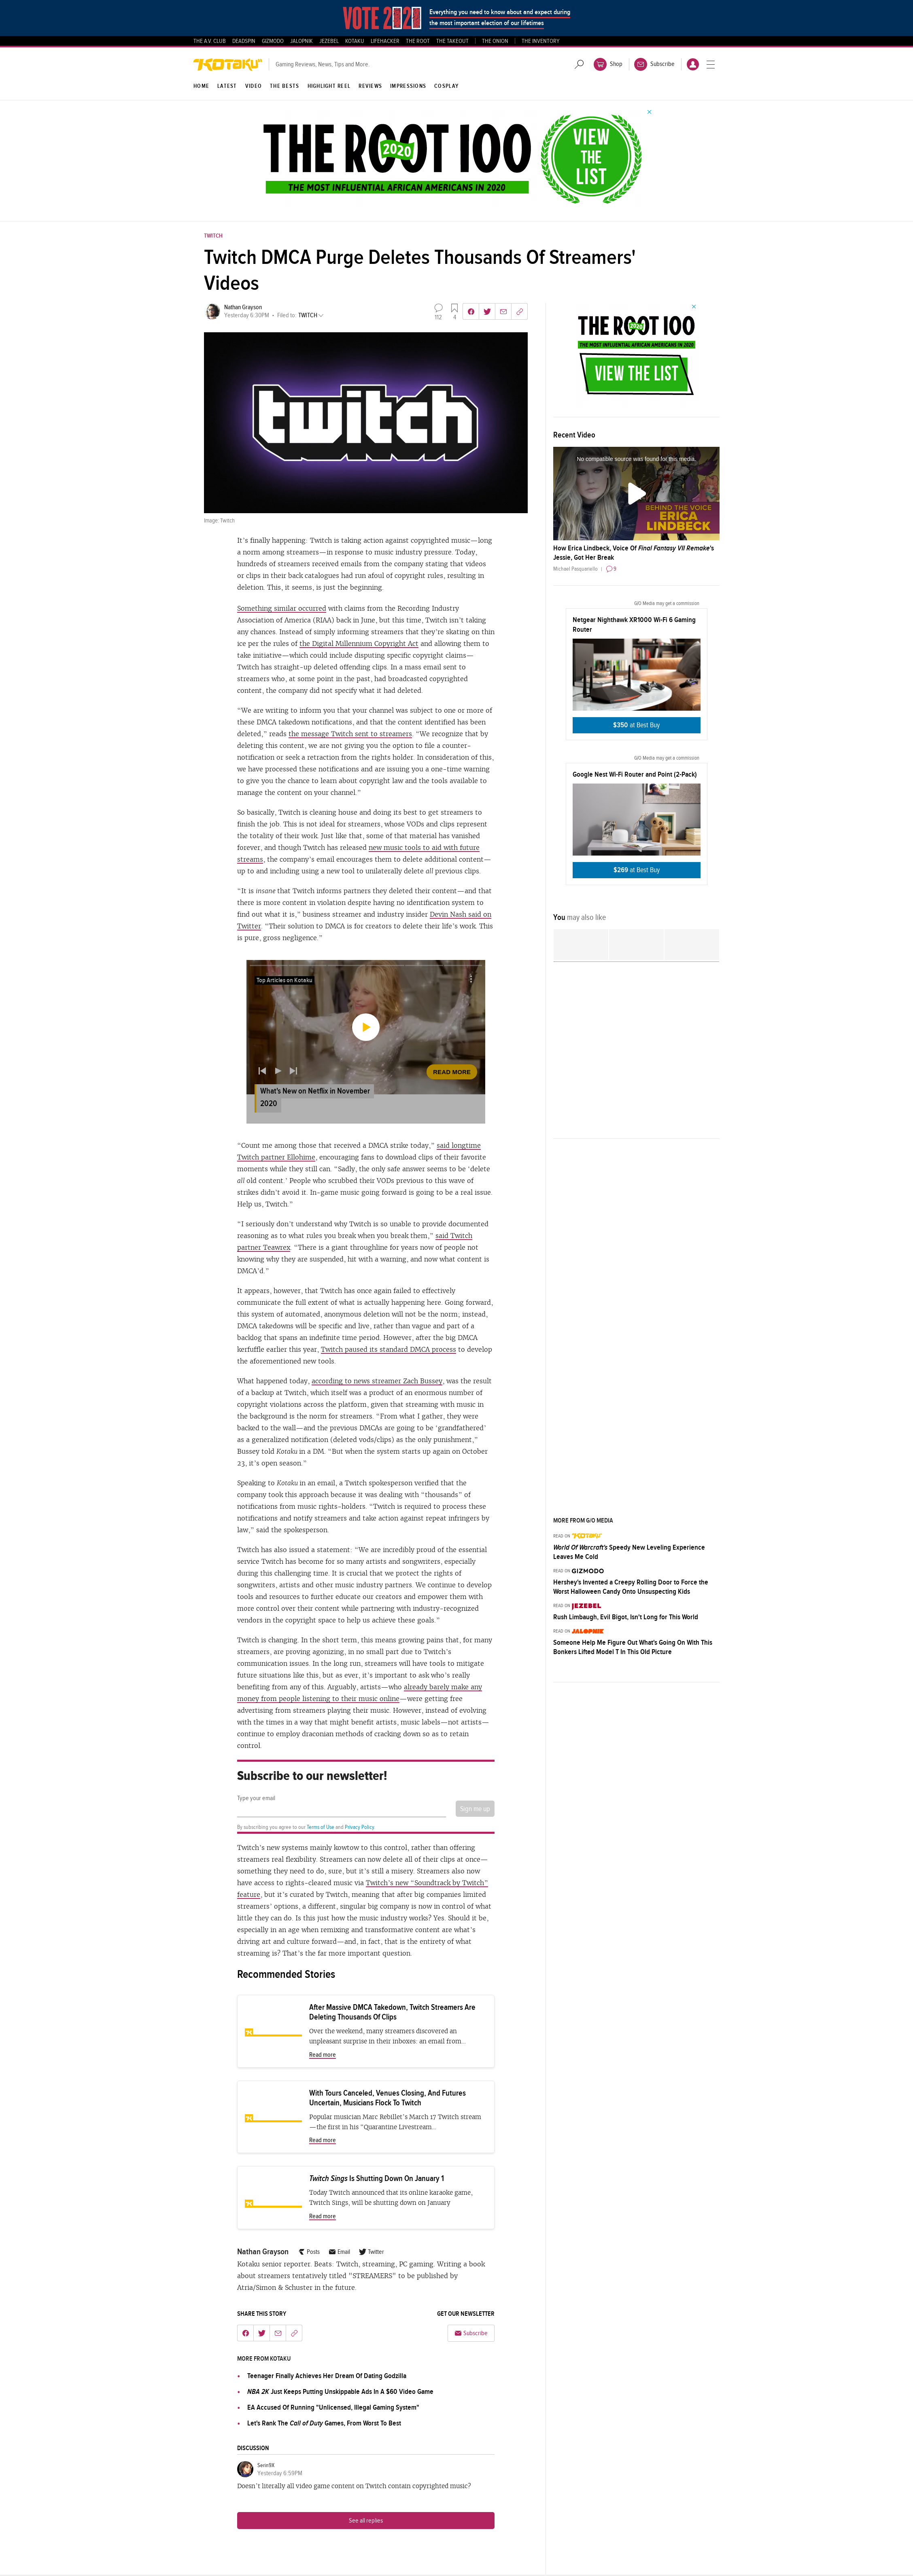 VOTE 2020
Everything you need to know about and expect during
the most important election of our lifetimes
THE A.V. CLUB DEADSPIN GIZMODO JALOPNIK JEZEBEL KOTAKU LIFEHACKER THE ROOT THE TAKEOUT THE ONION THE INVENTORY
KOTAKU
Gaming Reviews, News, Tips and More.
Shop Subscribe
HOME LATEST VIDEO THE BESTS HIGHLIGHT REEL REVIEWS IMPRESSIONS COSPLAY
THE ROOT 100
2020
THE MOST INFLUENTIAL AFRICAN AMERICANS IN 2020
VIEW
THE
LIST
TWITCH
Twitch DMCA Purge Deletes Thousands Of Streamers'
Videos
Nathan Grayson
Yesterday 6:30PM • Filed to: TWITCH
112 4
twitch
Image: Twitch
It's finally happening. Twitch is taking action against copyrighted music—long
a norm among streamers—in response to music industry pressure. Today,
hundreds of streamers received emails from the company stating that videos
or clips in their back catalogues had run afoul of copyright rules, resulting in
deletion. This, it seems, is just the beginning.
Something similar occurred with claims from the Recording Industry
Association of America (RIAA) back in June, but this time, Twitch isn't taking
any chances. Instead of simply informing streamers that they're skating on thin
ice per the rules of the Digital Millennium Copyright Act and allowing them to
take initiative—which could include disputing specific copyright claims—
Twitch has straight-up deleted offending clips. In a mass email sent to
streamers who, at some point in the past, had broadcasted copyrighted
content, the company did not specify what it had deleted.
"We are writing to inform you that your channel was subject to one or more of
these DMCA takedown notifications, and that the content identified has been
deleted," reads the message Twitch sent to streamers. "We recognize that by
deleting this content, we are not giving you the option to file a counter-
notification or seek a retraction from the rights holder. In consideration of this,
we have processed these notifications and are issuing you a one-time warning
to give you the chance to learn about copyright law and the tools available to
manage the content on your channel."
So basically, Twitch is cleaning house and doing its best to get streamers to
finish the job. This is not ideal for streamers, whose VODs and clips represent
the totality of their work. Just like that, some of that material has vanished
forever, and though Twitch has released new music tools to aid with future
streams, the company's email encourages them to delete additional content—
up to and including using a new tool to unilaterally delete all previous clips.
"It is insane that Twitch informs partners they deleted their content—and that
there is more content in violation despite having no identification system to
find out what it is," business streamer and industry insider Devin Nash said on
Twitter. "Their solution to DMCA is for creators to delete their life's work. This
is pure, gross negligence."
Top Articles on Kotaku
READ MORE
What's New on Netflix in November
2020
"Count me among those that received a DMCA strike today," said longtime
Twitch partner Ellohime, encouraging fans to download clips of their favorite
moments while they still can. "Sadly, the only safe answer seems to be 'delete
all old content.' People who scrubbed their VODs previous to this wave of
strikes didn't avoid it. In-game music going forward is going to be a real issue.
Help us, Twitch."
"I seriously don't understand why Twitch is so unable to provide documented
reasoning as to what rules you break when you break them," said Twitch
partner Teawrex. "There is a giant throughline for years now of people not
knowing why they are suspended, hit with a warning, and now what content is
DMCA'd."
It appears, however, that Twitch has once again failed to effectively
communicate the full extent of what is actually happening here. Going forward,
this system of automated, anonymous deletion will not be the norm; instead,
DMCA takedowns will be specific and live, rather than vague and part of a
backlog that spans an indefinite time period. However, after the big DMCA
kerfuffle earlier this year, Twitch paused its standard DMCA process to develop
the aforementioned new tools.
What happened today, according to news streamer Zach Bussey, was the result
of a backup at Twitch, which itself was a product of an enormous number of
copyright violations across the platform, given that streaming with music in
the background is the norm for streamers. "From what I gather, they were
backed to the wall—and the previous DMCAs are going to be 'grandfathered'
as a generalized notification (deleted vods/clips) as the only punishment,"
Bussey told Kotaku in a DM. "But when the system starts up again on October
23, it's open season."
Speaking to Kotaku in an email, a Twitch spokesperson verified that the
company took this approach because it was dealing with "thousands" of
notifications from music rights-holders. "Twitch is required to process these
notifications and notify streamers and take action against repeat infringers by
law," said the spokesperson.
Twitch has also issued a statement: "We are incredibly proud of the essential
service Twitch has become for so many artists and songwriters, especially
during this challenging time. It is crucial that we protect the rights of
songwriters, artists and other music industry partners. We continue to develop
tools and resources to further educate our creators and empower them with
more control over their content while partnering with industry-recognized
vendors in the copyright space to help us achieve these goals."
Twitch is changing. In the short term, this means growing pains that, for many
streamers, are proving agonizing, in no small part due to Twitch's
communication issues. In the long run, streamers will have tools to mitigate
future situations like this, but as ever, it's important to ask who's really
benefiting from any of this. Arguably, artists—who already barely make any
money from people listening to their music online—were getting free
advertising from streamers playing their music. However, instead of evolving
with the times in a way that might benefit artists, music labels—not artists—
continue to employ draconian methods of cracking down so as to retain
control.
Subscribe to our newsletter!
Type your email
Sign me up
By subscribing you agree to our Terms of Use and Privacy Policy.
Twitch's new systems mainly kowtow to this control, rather than offering
streamers real flexibility. Streamers can now delete all of their clips at once—
something they need to do, sure, but it's still a misery. Streamers also now
have access to rights-cleared music via Twitch's new "Soundtrack by Twitch"
feature, but it's curated by Twitch, meaning that after big companies limited
streamers' options, a different, singular big company is now in control of what
little they can do. Is this just how the music industry works? Yes. Should it be,
especially in an age when remixing and transformative content are what's
driving art and culture forward—and, in fact, that is the entirety of what
streaming is? That's the far more important question.
Recommended Stories
After Massive DMCA Takedown, Twitch Streamers Are
Deleting Thousands Of Clips
Over the weekend, many streamers discovered an
unpleasant surprise in their inboxes: an email from…
Read more
With Tours Canceled, Venues Closing, And Futures
Uncertain, Musicians Flock To Twitch
Popular musician Marc Rebillet's March 17 Twitch stream
—the first in his "Quarantine Livestream…
Read more
Twitch Sings Is Shutting Down On January 1
Today Twitch announced that its online karaoke game,
Twitch Sings, will be shutting down on January
Read more
Nathan Grayson Posts Email Twitter
Kotaku senior reporter. Beats: Twitch, streaming, PC gaming. Writing a book
about streamers tentatively titled "STREAMERS" to be published by
Atria/Simon & Schuster in the future.
SHARE THIS STORY
GET OUR NEWSLETTER
Subscribe
MORE FROM KOTAKU
Teenager Finally Achieves Her Dream Of Dating Godzilla
NBA 2K Just Keeps Putting Unskippable Ads In A $60 Video Game
EA Accused Of Running "Unlicensed, Illegal Gaming System"
Let's Rank The Call of Duty Games, From Worst To Best
DISCUSSION
Serin9X
Yesterday 6:59PM
Doesn't literally all video game content on Twitch contain copyrighted music?
See all replies
THE ROOT 100
2020
THE MOST INFLUENTIAL AFRICAN AMERICANS IN 2020
VIEW THE LIST
Recent Video
No compatible source was found for this media.
BEHIND THE VOICE
ERICA
LINDBECK
How Erica Lindbeck, Voice Of Final Fantasy VII Remake's
Jessie, Got Her Break
Michael Pasquarello 9
G/O Media may get a commission
Netgear Nighthawk XR1000 Wi-Fi 6 Gaming
Router
$350 at Best Buy
G/O Media may get a commission
Google Nest Wi-Fi Router and Point (2-Pack)
$269 at Best Buy
You may also like
MORE FROM G/O MEDIA
READ ON KOTAKU
World Of Warcraft's Speedy New Leveling Experience
Leaves Me Cold
READ ON GIZMODO
Hershey's Invented a Creepy Rolling Door to Force the
Worst Halloween Candy Onto Unsuspecting Kids
READ ON JEZEBEL
Rush Limbaugh, Evil Bigot, Isn't Long for This World
READ ON JALOPNIK
Someone Help Me Figure Out What's Going On With This
Bonkers Lifted Model T In This Old Picture